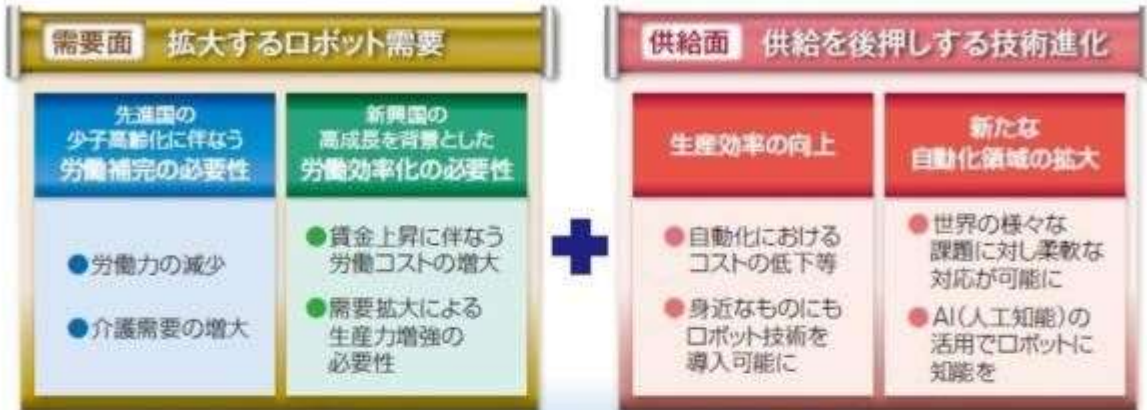 需要面 拡大するロボット需要
先進国の
少子高齢化に伴なう
労働補完の必要性
●労働力の減少
●介護需要の増大
新興国の
高成長を背景とした
労働効率化の必要性
●賃金上昇に伴なう
労働コストの増大
●需要拡大による
生産力増強の
必要性
供給面 供給を後押しする技術進化
生産効率の向上
●自動化における
コストの低下等
●身近なものにも
ロボット技術を
導入可能に
新たな
自動化領域の拡大
●世界の様々な
課題に対し柔軟な
対応が可能に
●AI(人工知能)の
活用でロボットに
知能を